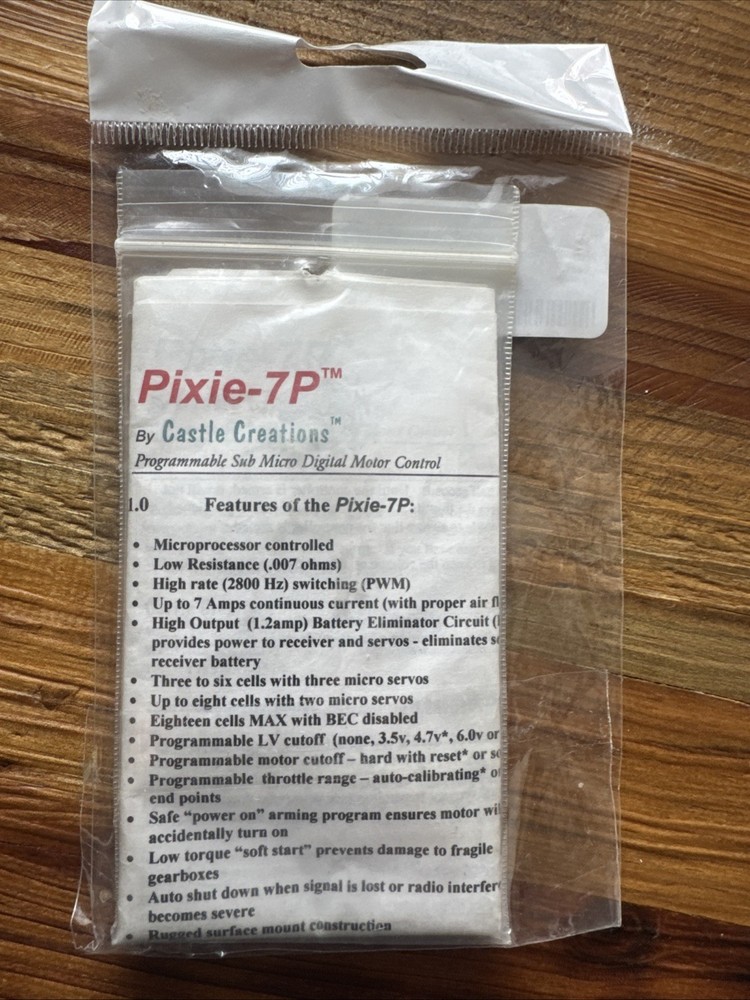 Pixie-7P™
By Castle Creations™
Programmable Sub Micro Digital Motor Control
1.0 Features of the Pixie-7P:
• Microprocessor controlled
• Low Resistance (.007 ohms)
• High rate (2800 Hz) switching (PWM)
• Up to 7 Amps continuous current (with proper air
• High Output (1.2amp) Battery Eliminator Circuit
provides power to receiver and servos - eliminates
receiver battery
• Three to six cells with three micro servos
• Up to eight cells with two micro servos
• Eighteen cells MAX with BEC disabled
• Programmable LV cutoff (none, 3.5v, 4.7v*, 6.0v or
• Programmable motor cutoff – hard with reset* or
• Programmable throttle range – auto-calibrating*
end points
• Safe “power on” arming program ensures motor
accidentally turn on
• Low torque “soft start” prevents damage to fragile
gearboxes
• Auto shut down when signal is lost or radio
becomes severe
• Rugged surface mount construction